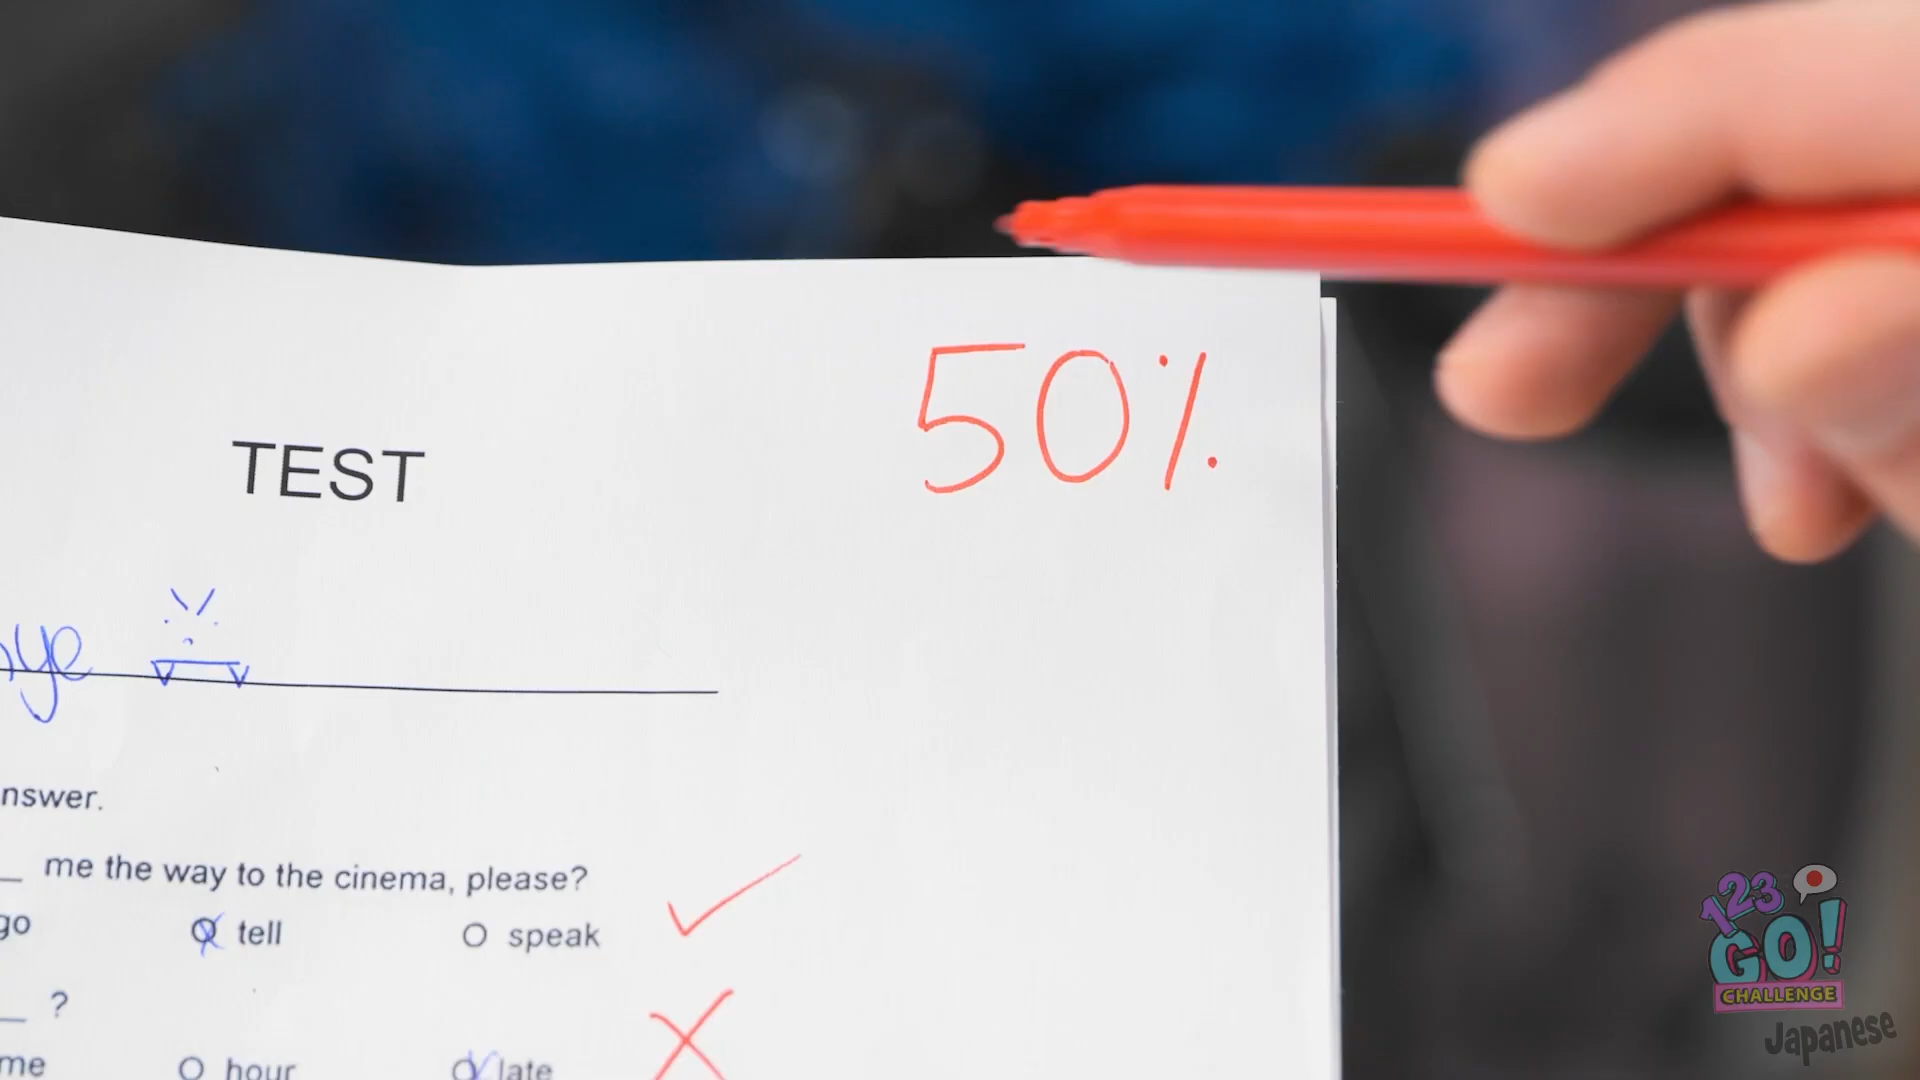 50%
TEST
nswer.
me the way to the cinema, please?
go tell speak
?
me hour late
123
GO!
CHALLENGE
Japanese